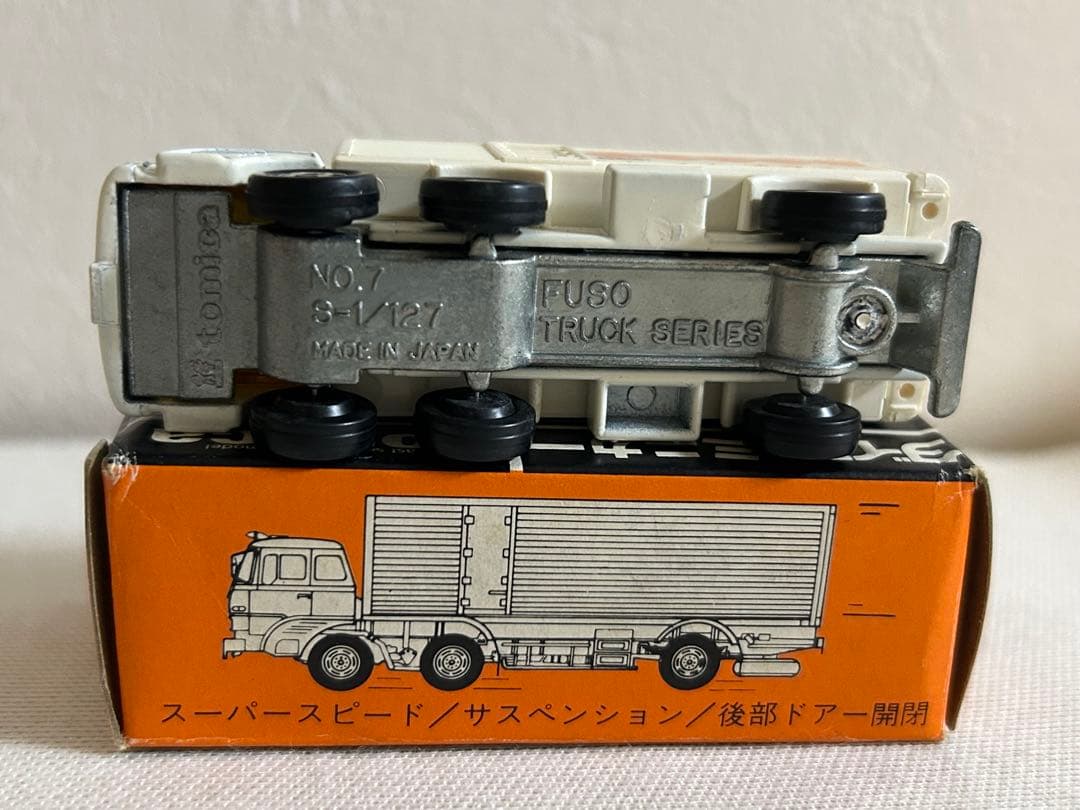 tomica
NO.7
S-1/127
MADE IN JAPAN
FUSO
TRUCK SERIES
スーパースピード/サスペンション/後部ドアー開閉